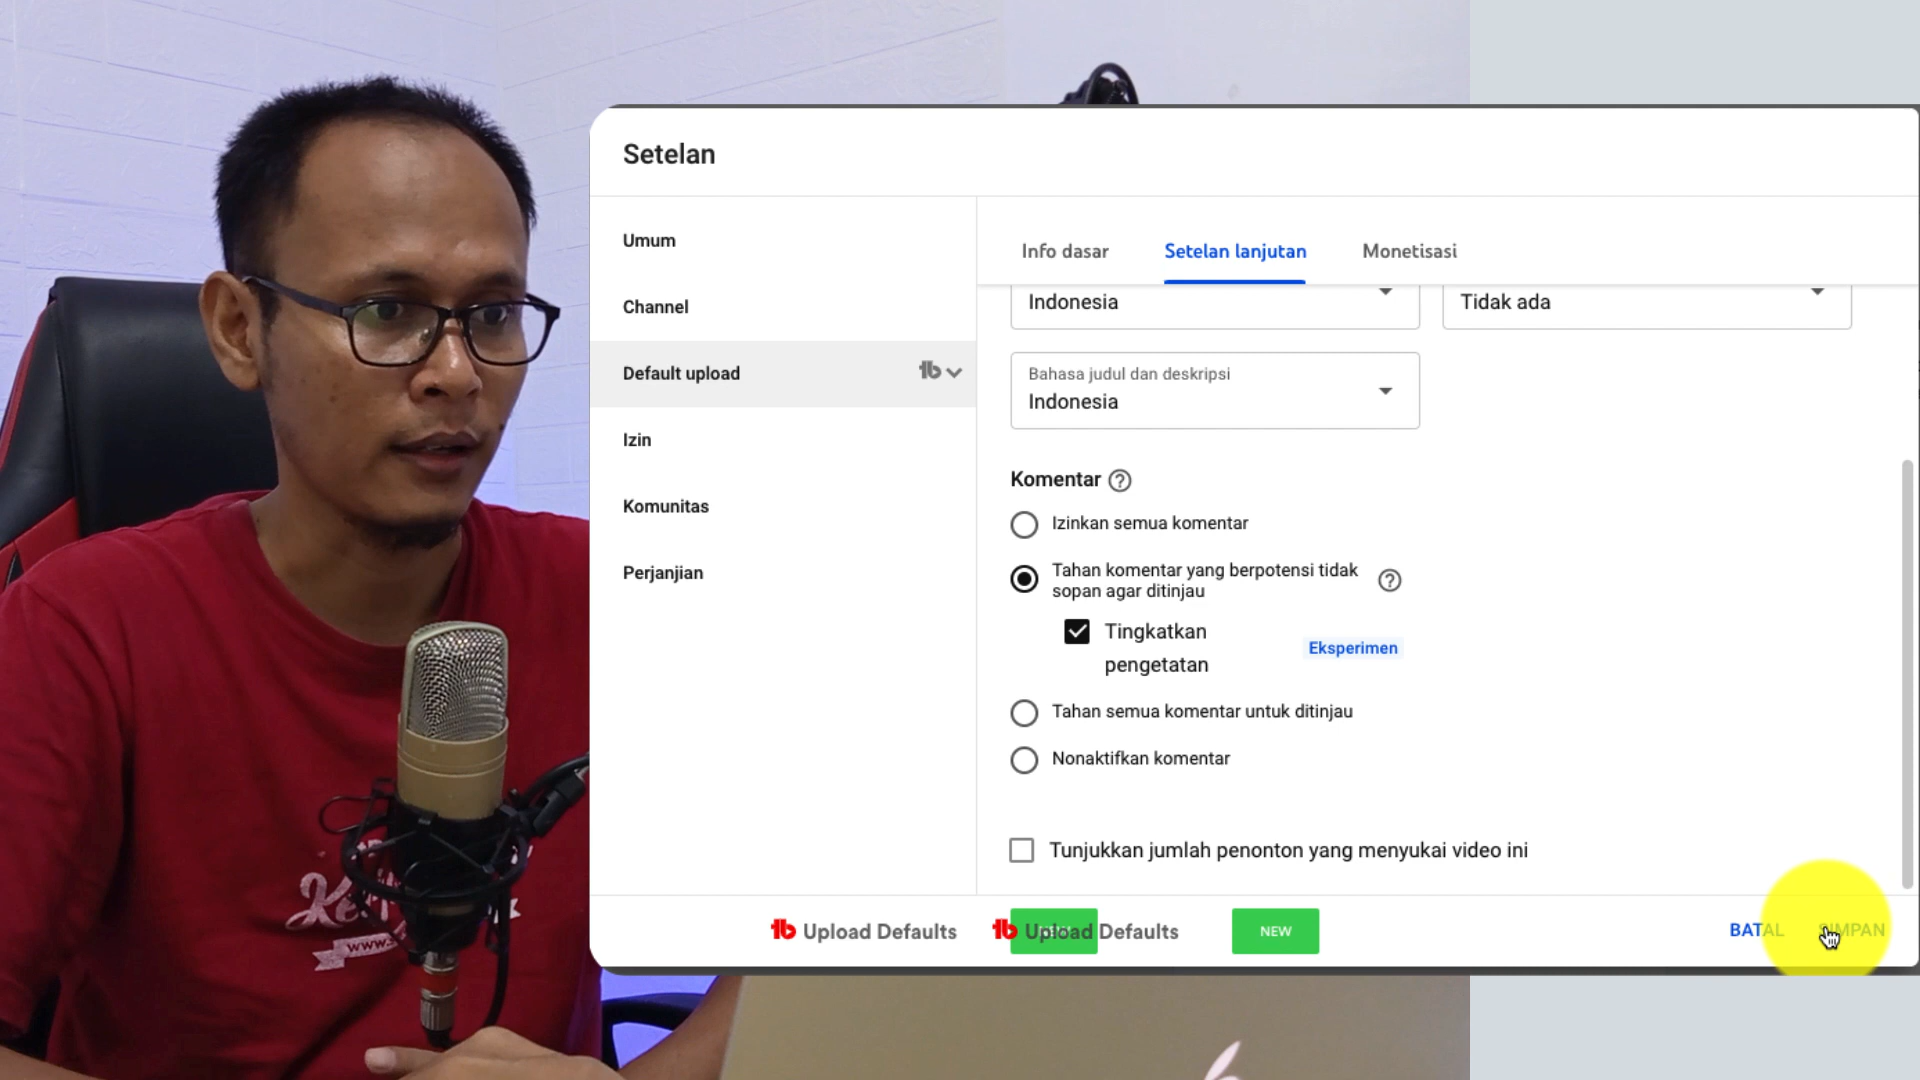 Setelan
Umum
Channel
Default upload
Izin
Komunitas
Perjanjian
Info dasar
Setelan lanjutan
Monetisasi
Indonesia
Tidak ada
Bahasa judul dan deskripsi
Indonesia
Komentar
Izinkan semua komentar
Tahan komentar yang berpotensi tidak
sopan agar ditinjau
Tingkatkan
pengetatan
Eksperimen
Tahan semua komentar untuk ditinjau
Nonaktifkan komentar
Tunjukkan jumlah penonton yang menyukai video ini
Upload Defaults
Upload Defaults
NEW
BATAL
SIMPAN